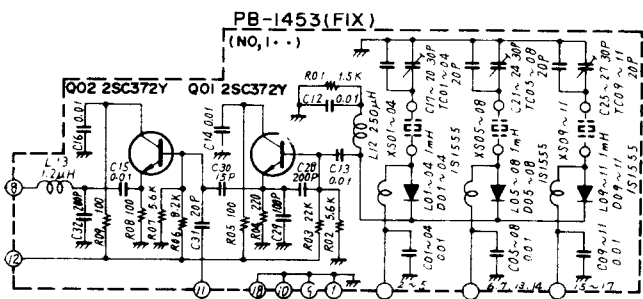 PB-1453(FIX)
(NO,1··)
Q02 2SC372Y
Q01 2SC372Y
R01 1.5K
C12 0.01
L12 250μH
C16 0.01
C14 0.01
C13 0.01
L13 1.2μH
C15 0.01
C30 15P
C28 200P
C32 200P
R09 100
R08 100
R07 5.6K
R06 8.2K
C31 20P
R05 100
R04 220
C29 100P
R03 22K
R02 5.6K
XS01~04
C17~20 30P
TC01~04 20P
L01~04 1mH
D01~04 1S1555
C01~04 0.01
XS05~08
C21~24 30P
TC05~08 20P
L05~08 1mH
D05~08 1S1555
C05~08 0.01
XS09~11
C25~27 30P
TC09~11 20P
L09~11 1mH
D09~11 1S1555
C09~11 0.01
8
12
11
18
10
9
1
2~5
6,7,13,14
15~17